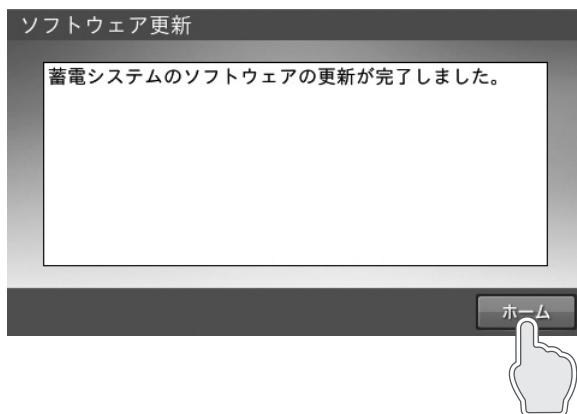 ソフトウェア更新
蓄電システムのソフトウェアの更新が完了しました。
ホーム